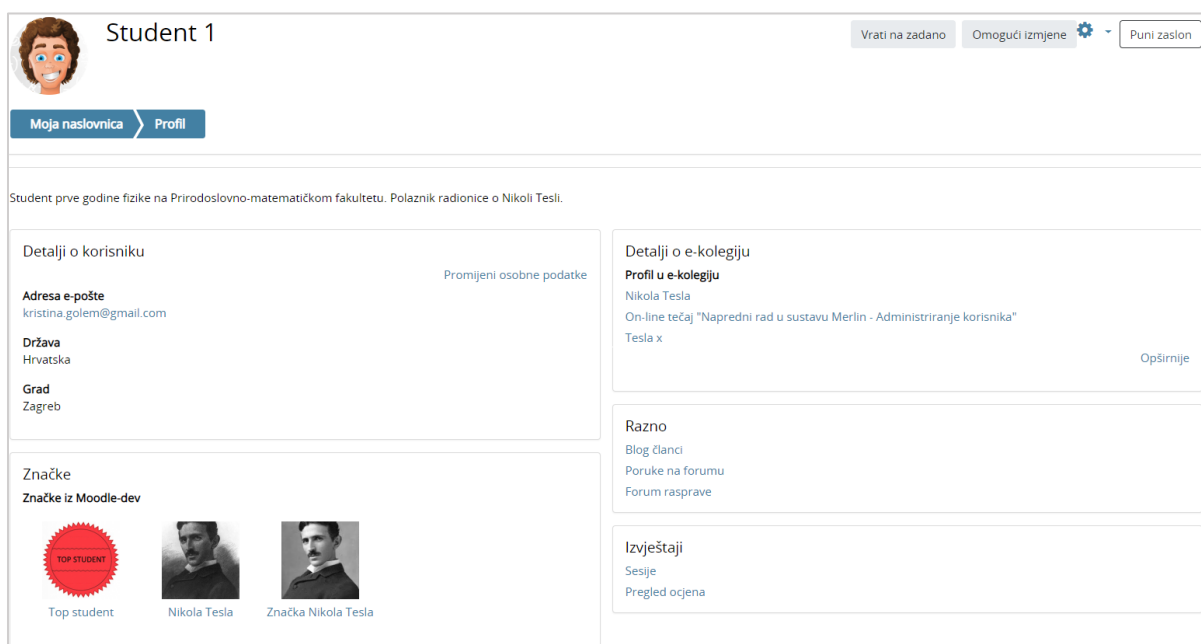 Student 1
Vrati na zadano
Omogući izmjene
Puni zaslon
Moja naslovnica
Profil
Student prve godine fizike na Prirodoslovno-matematičkom fakultetu. Polaznik radionice o Nikoli Tesli.
Detalji o korisniku
Promijeni osobne podatke
Adresa e-pošte
kristina.golem@gmail.com
Država
Hrvatska
Grad
Zagreb
Značke
Značke iz Moodle-dev
TOP STUDENT
Top student
Nikola Tesla
Značka Nikola Tesla
Detalji o e-kolegiju
Profil u e-kolegiju
Nikola Tesla
On-line tečaj "Napredni rad u sustavu Merlin - Administriranje korisnika"
Tesla x
Opširnije
Razno
Blog članci
Poruke na forumu
Forum rasprave
Izvještaji
Sesije
Pregled ocjena